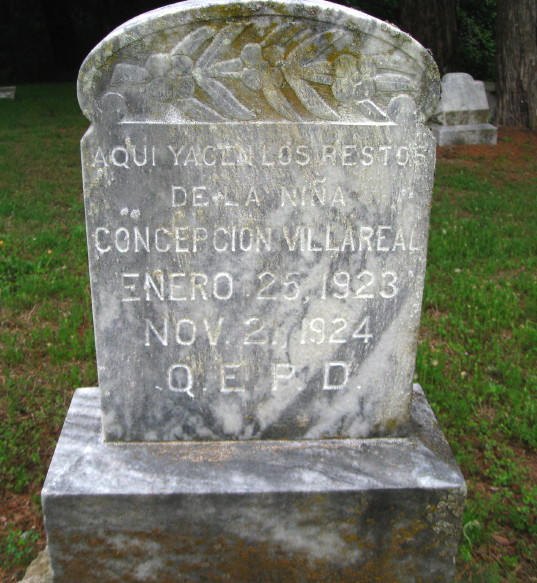 AQUI YACEN LOS RESTOS
DE LA NIÑA
CONCEPCION VILLAREAL
ENERO 25, 1923
NOV. 2, 1924
Q. E. P. D.